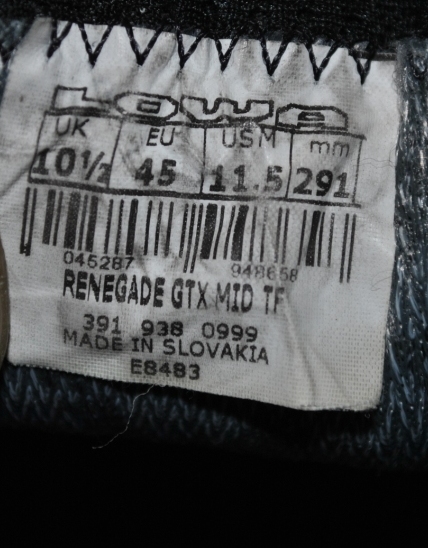 LOWA
UK EU USM mm
10½ 45 11.5 291
045287 948658
RENEGADE GTX MID TF
391 938 0999
MADE IN SLOVAKIA
E8483